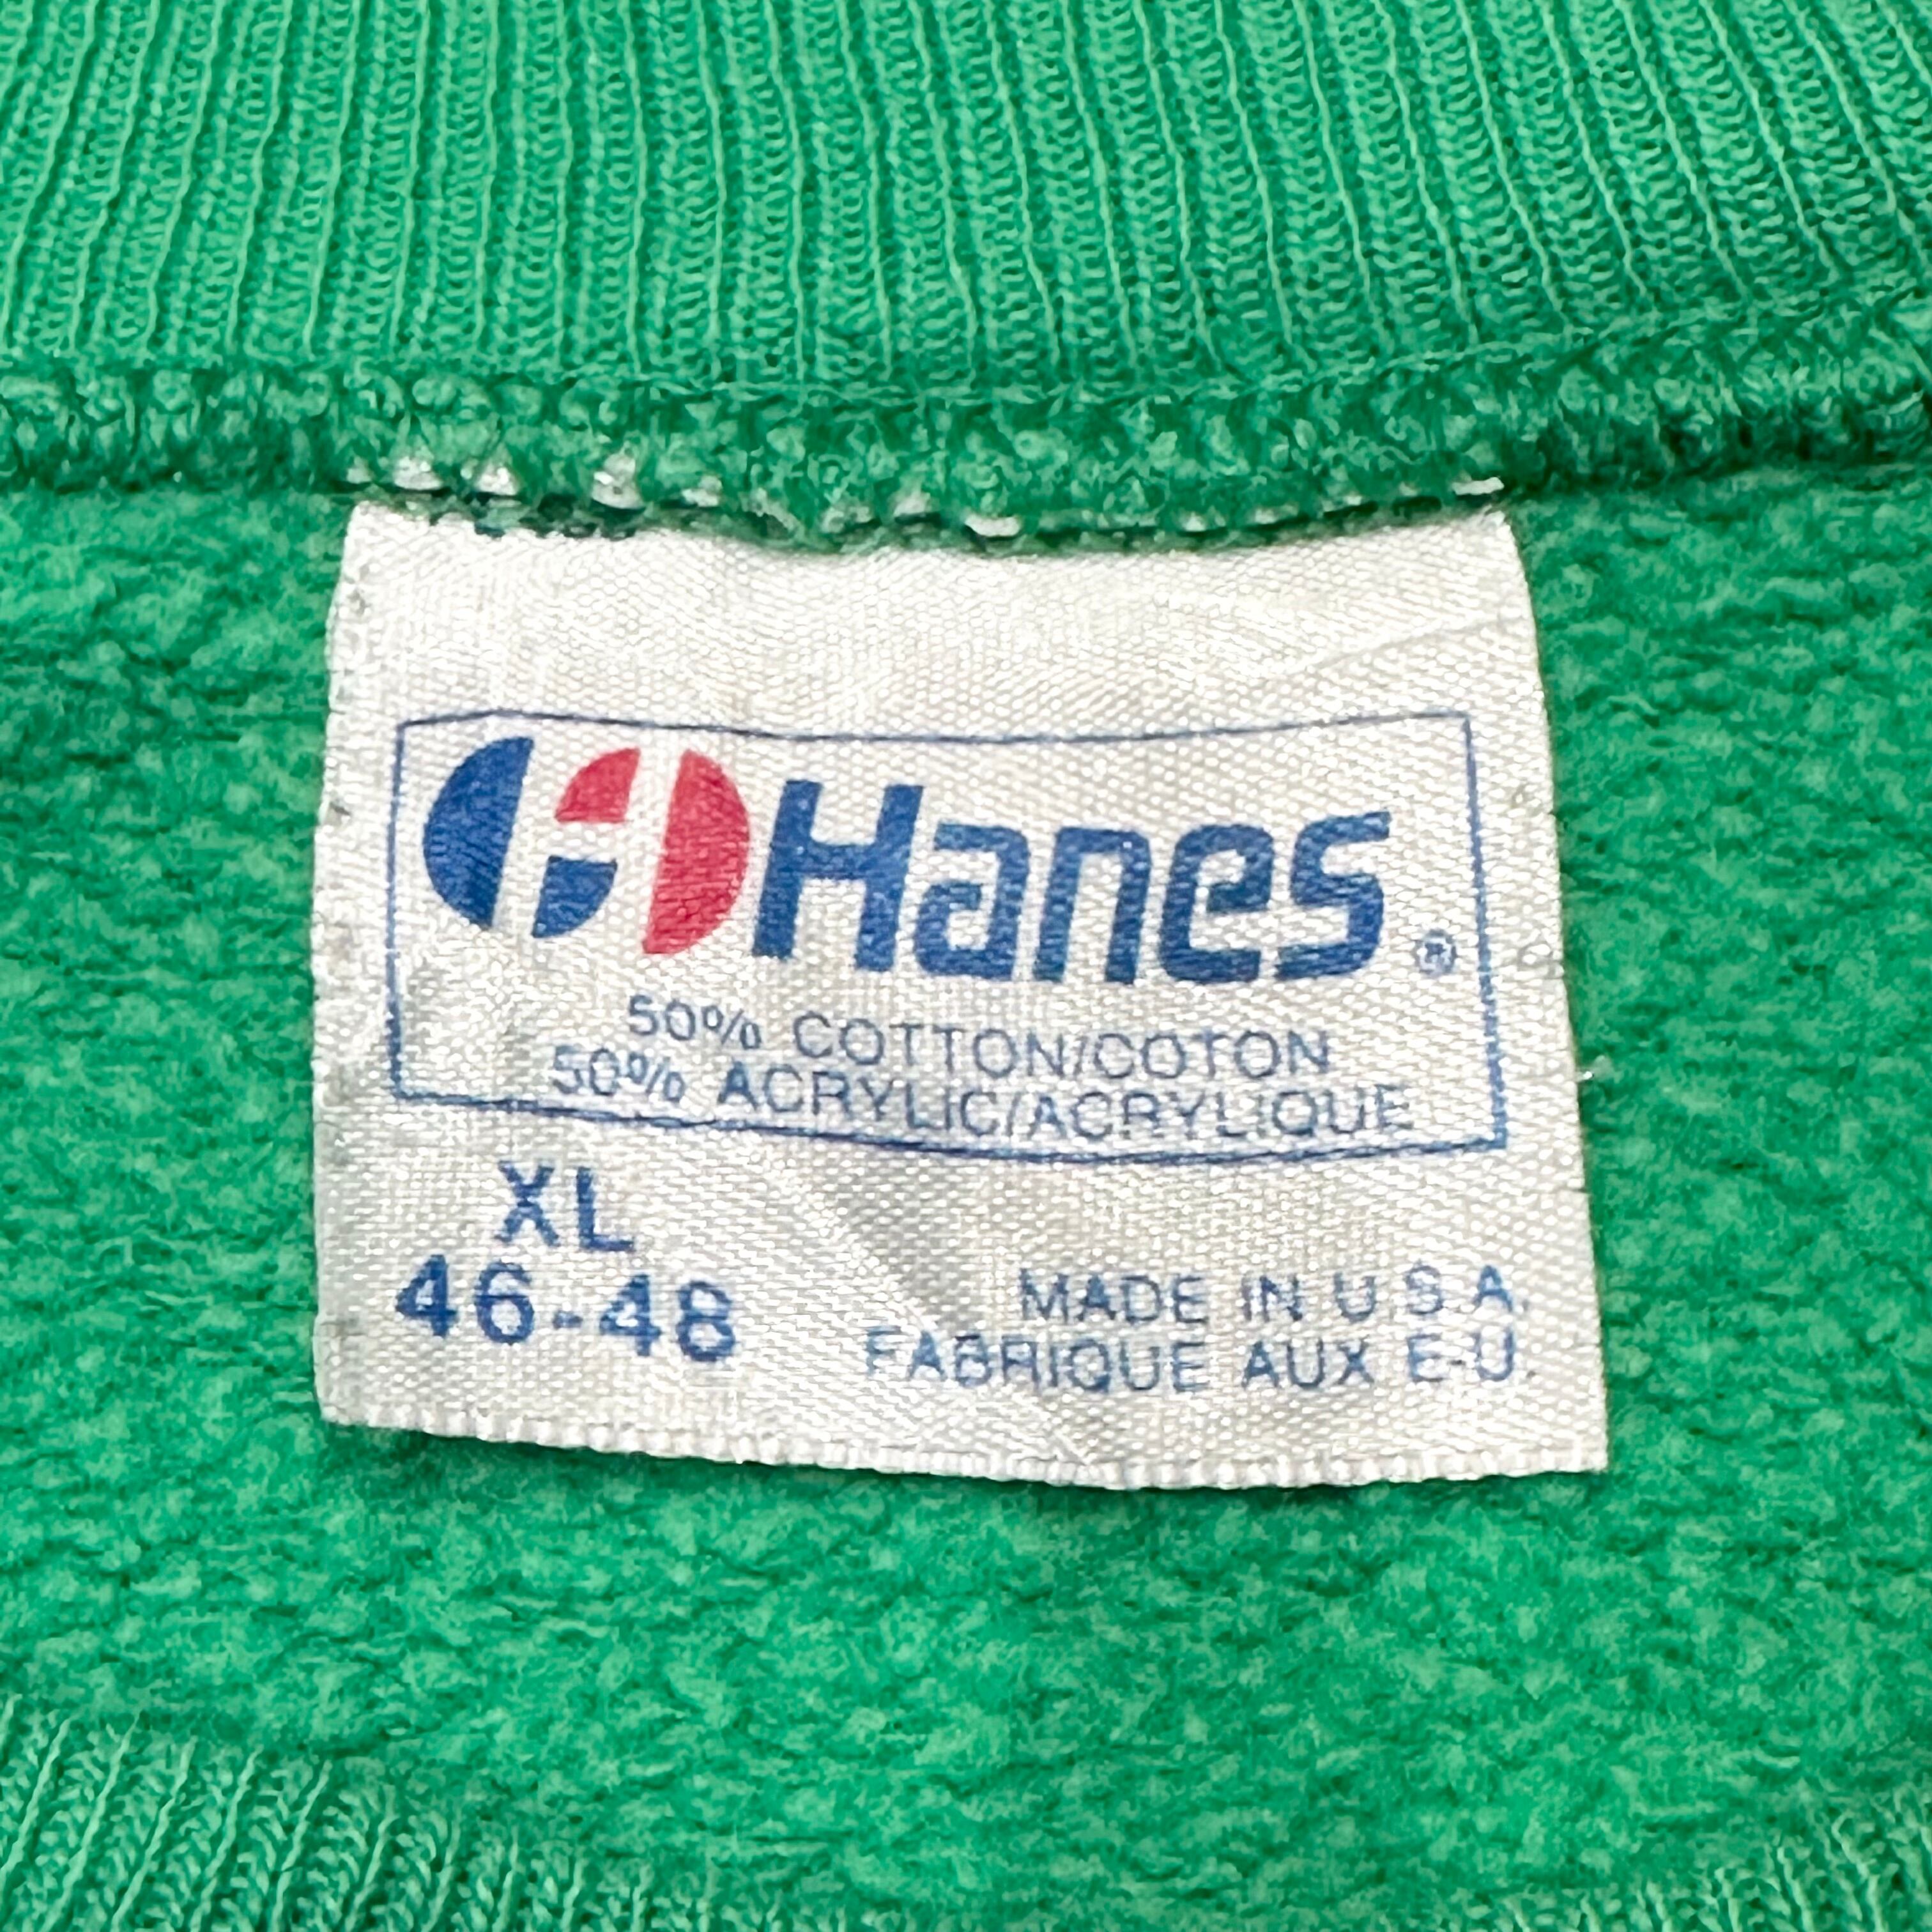 Hanes®
50% COTTON/COTON
50% ACRYLIC/ACRYLIQUE
XL
46-48
MADE IN U.S.A.
FABRIQUE AUX E-U.